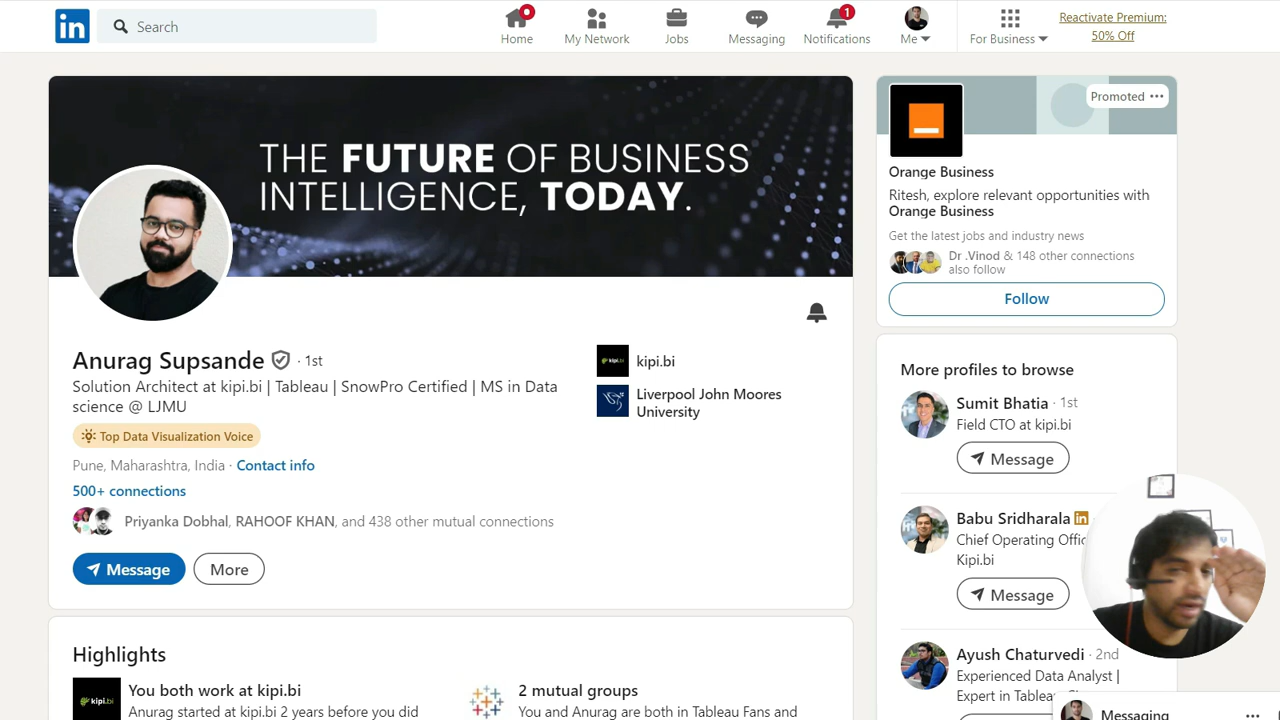 in
Search
Home
My Network
Jobs
Messaging
1
Notifications
Me
For Business
Reactivate Premium:
50% Off
THE FUTURE OF BUSINESS
INTELLIGENCE, TODAY.
Anurag Supsande · 1st
Solution Architect at kipi.bi | Tableau | SnowPro Certified | MS in Data
science @ LJMU
Top Data Visualization Voice
Pune, Maharashtra, India · Contact info
500+ connections
Priyanka Dobhal, RAHOOF KHAN, and 438 other mutual connections
Message
More
kipi.bi
kipi.bi
Liverpool John Moores
University
Highlights
kipi.bi
You both work at kipi.bi
Anurag started at kipi.bi 2 years before you did
2 mutual groups
You and Anurag are both in Tableau Fans and
Promoted
Orange Business
Ritesh, explore relevant opportunities with
Orange Business
Get the latest jobs and industry news
Dr .Vinod & 148 other connections
also follow
Follow
More profiles to browse
Sumit Bhatia · 1st
Field CTO at kipi.bi
Message
Babu Sridharala in
Chief Operating
Kipi.bi
Message
Ayush Chaturvedi · 2nd
Experienced Data Analyst |
Expert in
Messaging